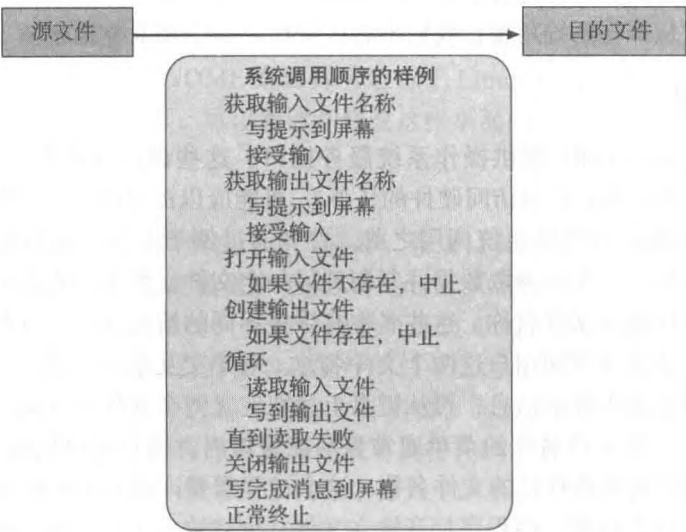 源文件
目的文件
系统调用顺序的样例
获取输入文件名称
写提示到屏幕
接受输入
获取输出文件名称
写提示到屏幕
接受输入
打开输入文件
如果文件不存在，中止
创建输出文件
如果文件存在，中止
循环
读取输入文件
写到输出文件
直到读取失败
关闭输出文件
写完成消息到屏幕
正常终止